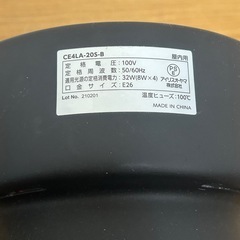 CE4LA-205-B
屋内用
定格電圧：100V
定格周波数：50/60Hz
適用光源の定格消費電力：32W(8W×4)
口金サイズ：E26
PS
E
アイリスオーヤマ
株式会社
Lot No. 210201
温度ヒューズ：100℃
MADE IN CHINA